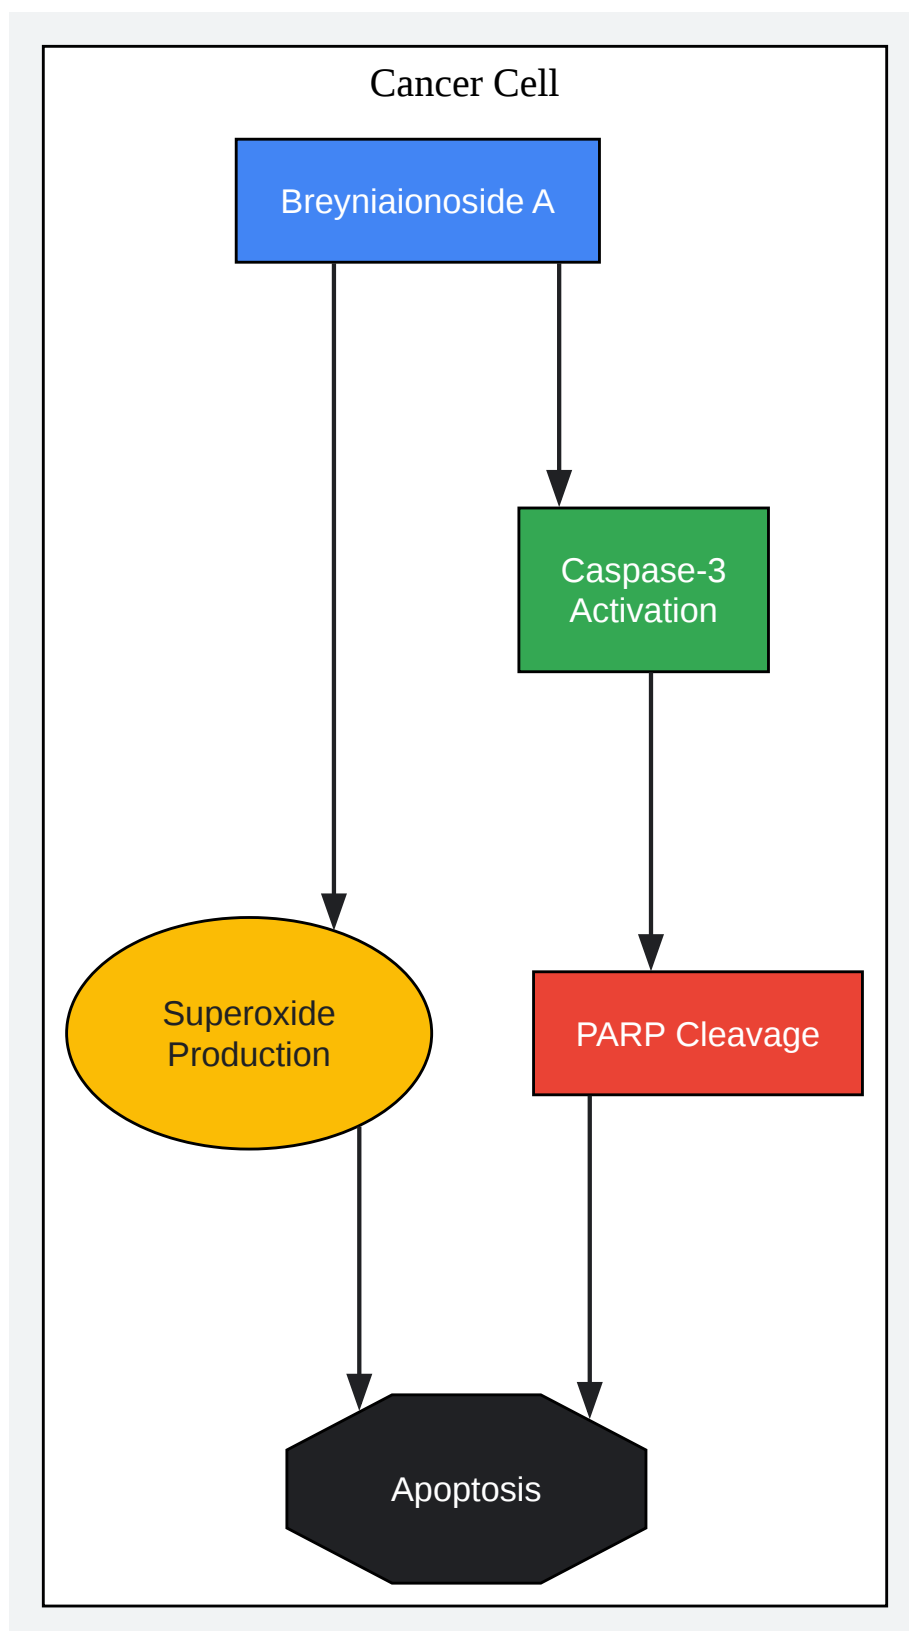 Cancer Cell
Breyniaionoside A
Caspase-3
Activation
Superoxide
Production
PARP Cleavage
Apoptosis